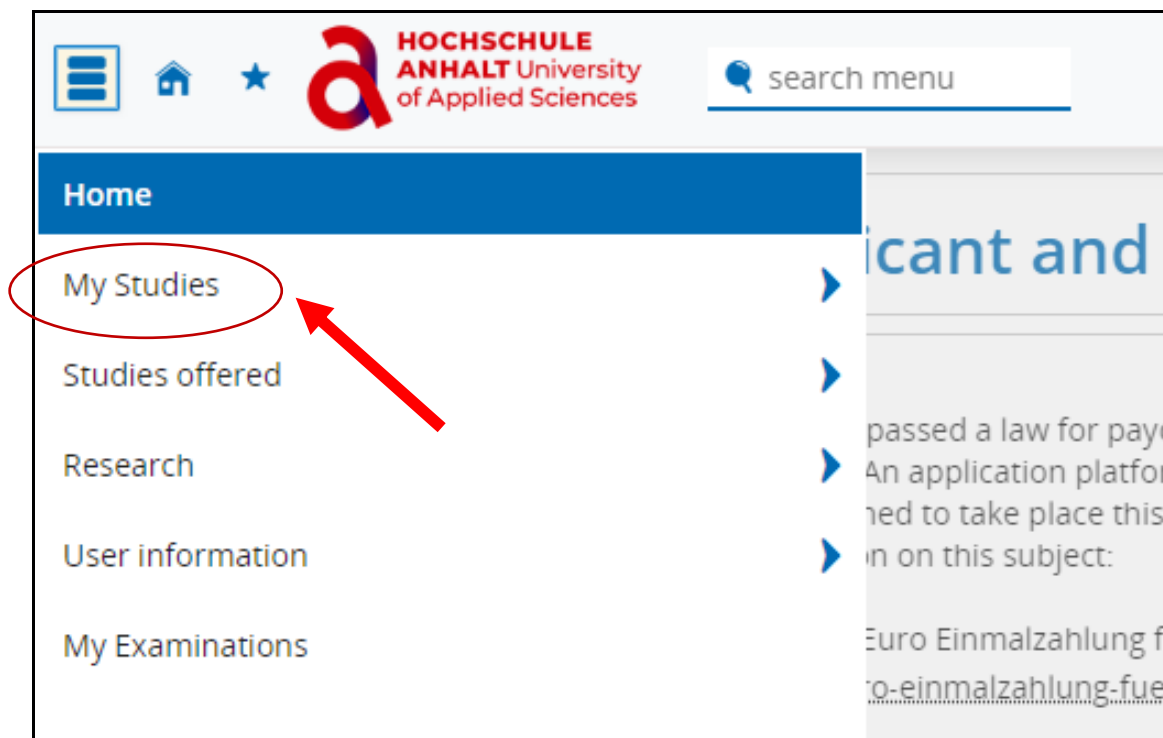 HOCHSCHULE
ANHALT University
of Applied Sciences
search menu
Home
My Studies
Studies offered
Research
User information
My Examinations
icant and
passed a law for
An application
ned to take place this
on on this subject:
Euro Einmalzahlung
ro-einmalzahlung-fue